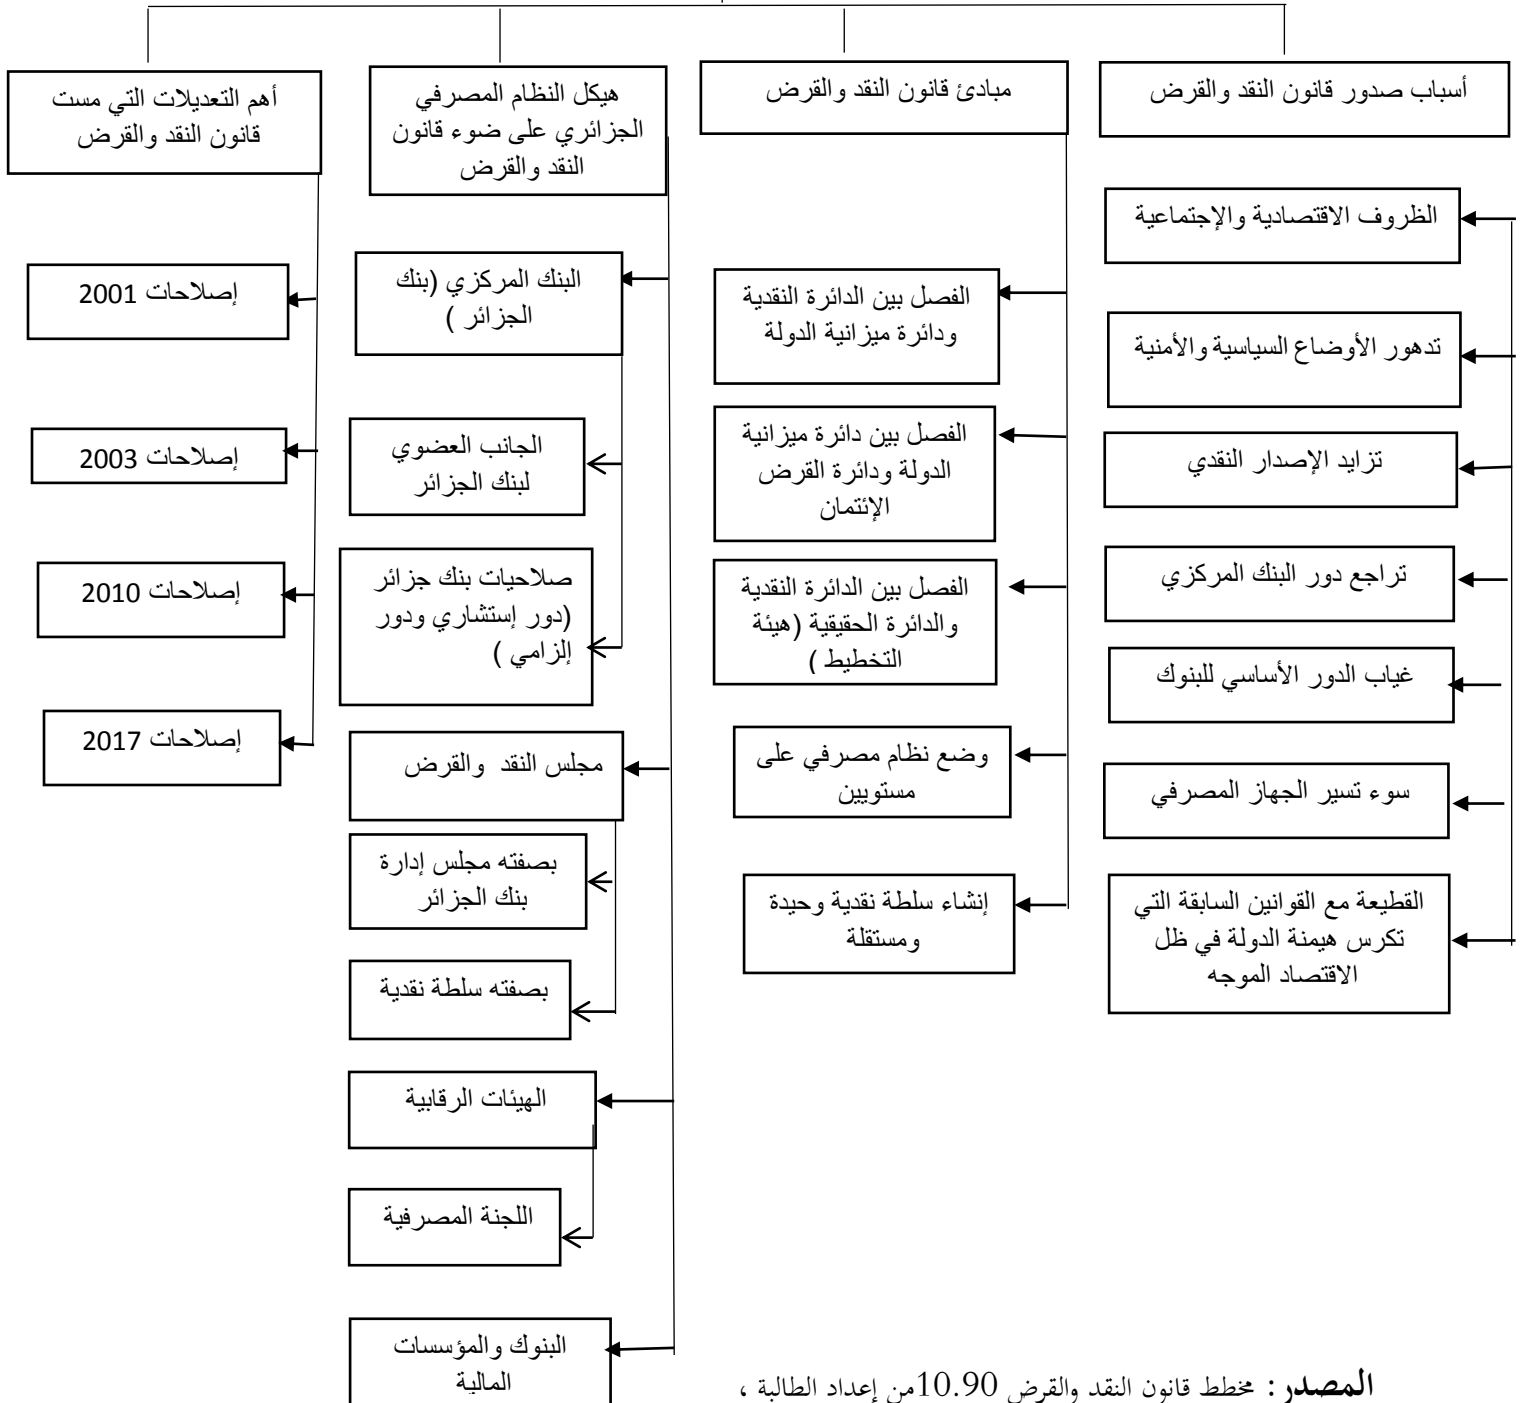 أسباب صدور قانون النقد والقرض
الظروف الاقتصادية والإجتماعية
تدهور الأوضاع السياسية والأمنية
تزايد الإصدار النقدي
تراجع دور البنك المركزي
غياب الدور الأساسي للبنوك
سوء تسير الجهاز المصرفي
القطيعة مع القوانين السابقة التي
تكرس هيمنة الدولة في ظل
الاقتصاد الموجه
مبادئ قانون النقد والقرض
الفصل بين الدائرة النقدية
ودائرة ميزانية الدولة
الفصل بين دائرة ميزانية
الدولة ودائرة القرض
الإئتمان
الفصل بين الدائرة النقدية
والدائرة الحقيقية (هيئة
التخطيط )
وضع نظام مصرفي على
مستويين
إنشاء سلطة نقدية وحيدة
ومستقلة
هيكل النظام المصرفي
الجزائري على ضوء قانون
النقد والقرض
البنك المركزي (بنك
الجزائر )
الجانب العضوي
لبنك الجزائر
صلاحيات بنك جزائر
(دور إستشاري ودور
إلزامي )
مجلس النقد والقرض
بصفته مجلس إدارة
بنك الجزائر
بصفته سلطة نقدية
الهيئات الرقابية
اللجنة المصرفية
البنوك والمؤسسات
المالية
أهم التعديلات التي مست
قانون النقد والقرض
إصلاحات 2001
إصلاحات 2003
إصلاحات 2010
إصلاحات 2017
المصدر: مخطط قانون النقد والقرض 10.90من إعداد الطالبة ،